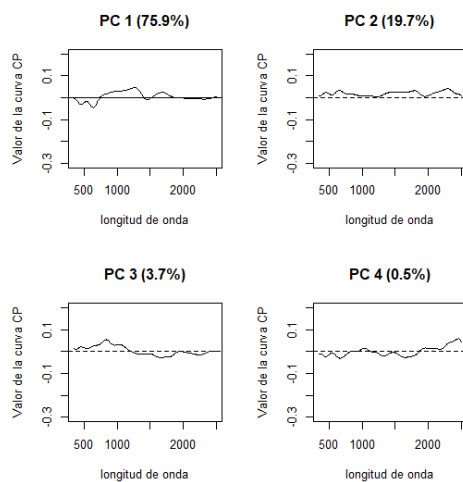 PC 1 (75.9%)
Valor de la curva CP
0.1
-0.1
-0.3
500 1000 2000
longitud de onda
PC 2 (19.7%)
Valor de la curva CP
0.1
-0.1
-0.3
500 1000 2000
longitud de onda
PC 3 (3.7%)
Valor de la curva CP
0.1
-0.1
-0.3
500 1000 2000
longitud de onda
PC 4 (0.5%)
Valor de la curva CP
0.1
-0.1
-0.3
500 1000 2000
longitud de onda